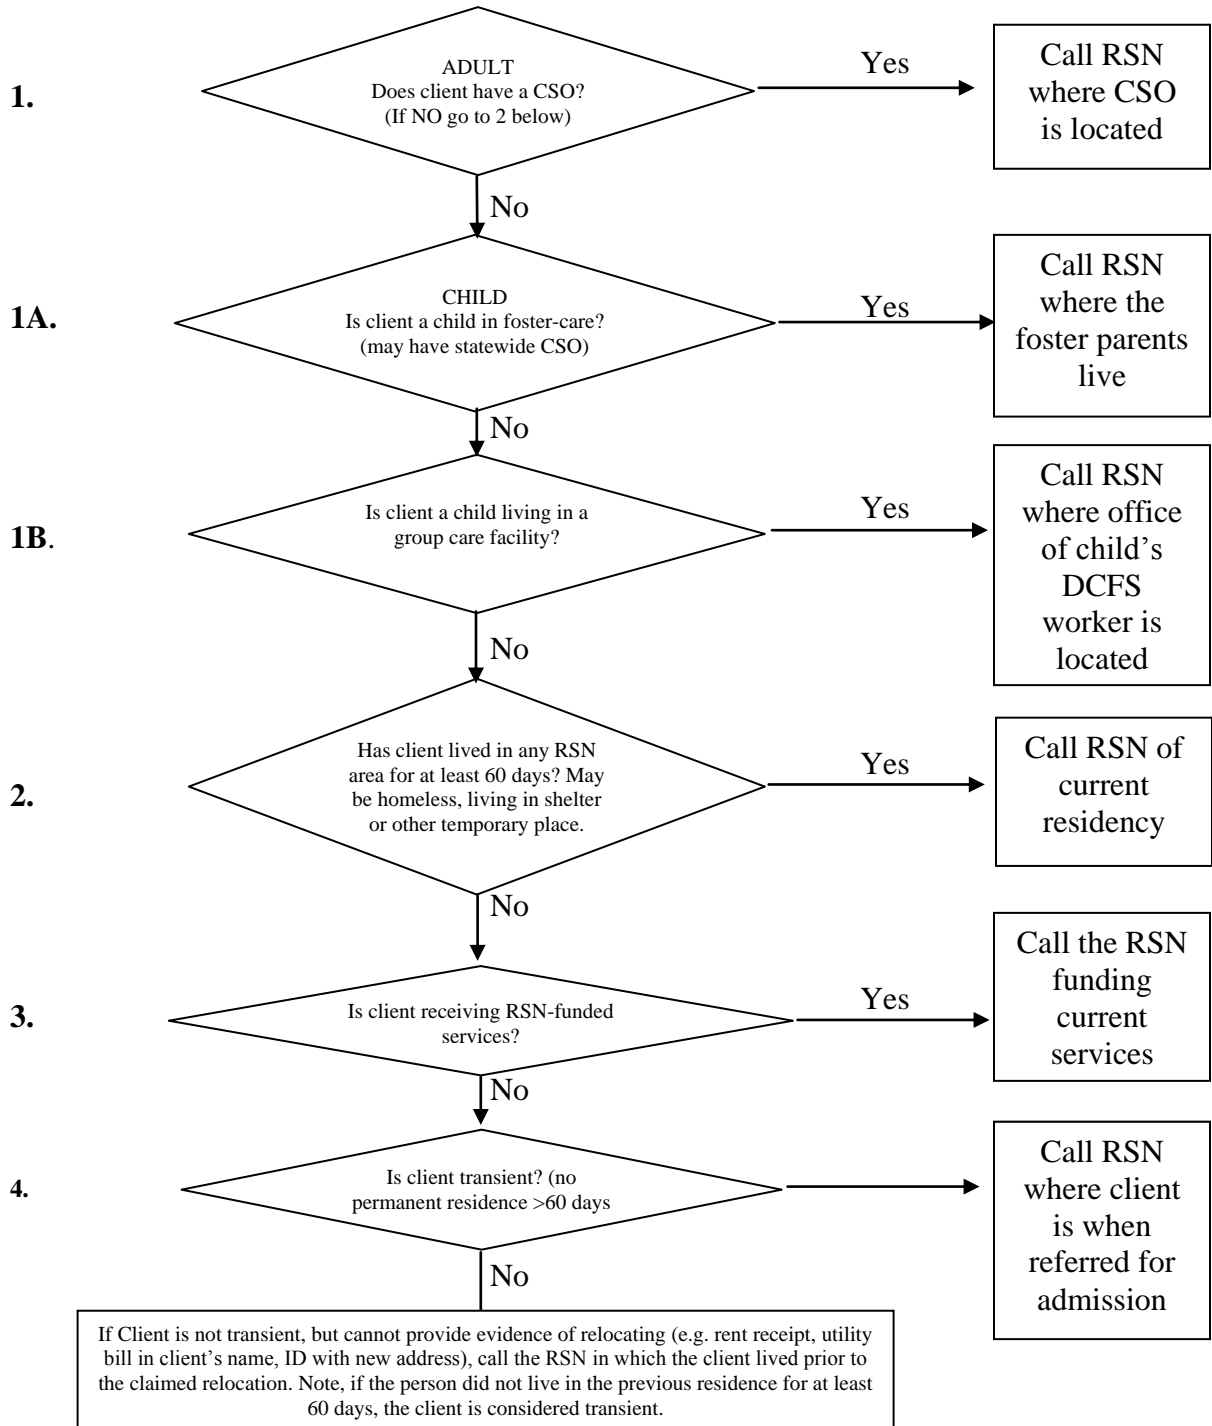 1.
ADULT
Does client have a CSO?
(If NO go to 2 below)
Yes
Call RSN
where CSO
is located
No
1A.
CHILD
Is client a child in foster-care?
(may have statewide CSO)
Yes
Call RSN
where the
foster parents
live
No
1B.
Is client a child living in a
group care facility?
Yes
Call RSN
where office
of child’s
DCFS
worker is
located
No
2.
Has client lived in any RSN
area for at least 60 days? May
be homeless, living in shelter
or other temporary place.
Yes
Call RSN of
current
residency
No
3.
Is client receiving RSN-funded
services?
Yes
Call the RSN
funding
current
services
No
4.
Is client transient? (no
permanent residence >60 days
Call RSN
where client
is when
referred for
admission
No
If Client is not transient, but cannot provide evidence of relocating (e.g. rent receipt, utility
bill in client’s name, ID with new address), call the RSN in which the client lived prior to
the claimed relocation. Note, if the person did not live in the previous residence for at least
60 days, the client is considered transient.